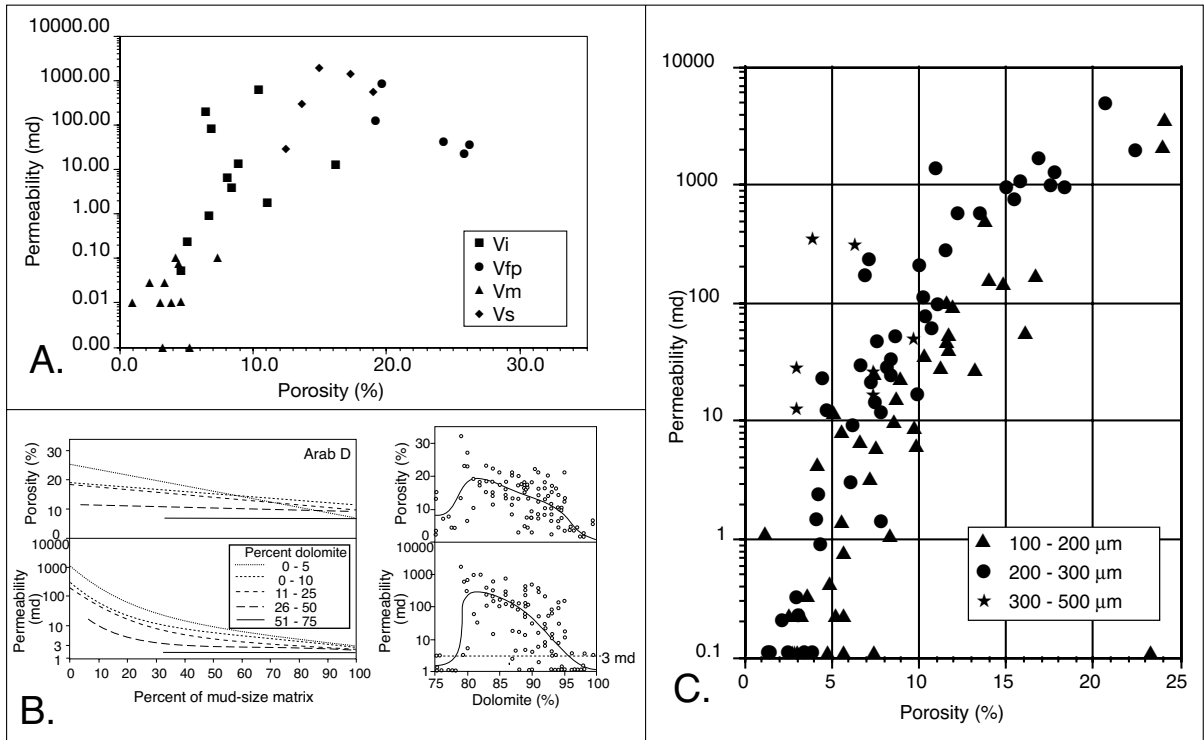 10000.00
1000.00
100.00
10.00
1.00
0.10
0.01
0.00
Permeability (md)
0.0 10.0 20.0 30.0
Porosity (%)
Vi
Vfp
Vm
Vs
A.
Arab D
30
20
10
0
Porosity (%)
10000
1000
100
10
3
1
Permeability (md)
Percent dolomite
0 - 5
0 - 10
11 - 25
26 - 50
51 - 75
0 10 20 30 40 50 60 70 80 90 100
Percent of mud-size matrix
30
20
10
0
Porosity (%)
10000
1000
100
10
1
Permeability (md)
3 md
75 80 85 90 95 100
Dolomite (%)
B.
10000
1000
100
10
1
0.1
Permeability (md)
0 5 10 15 20 25
Porosity (%)
100 - 200 μm
200 - 300 μm
300 - 500 μm
C.